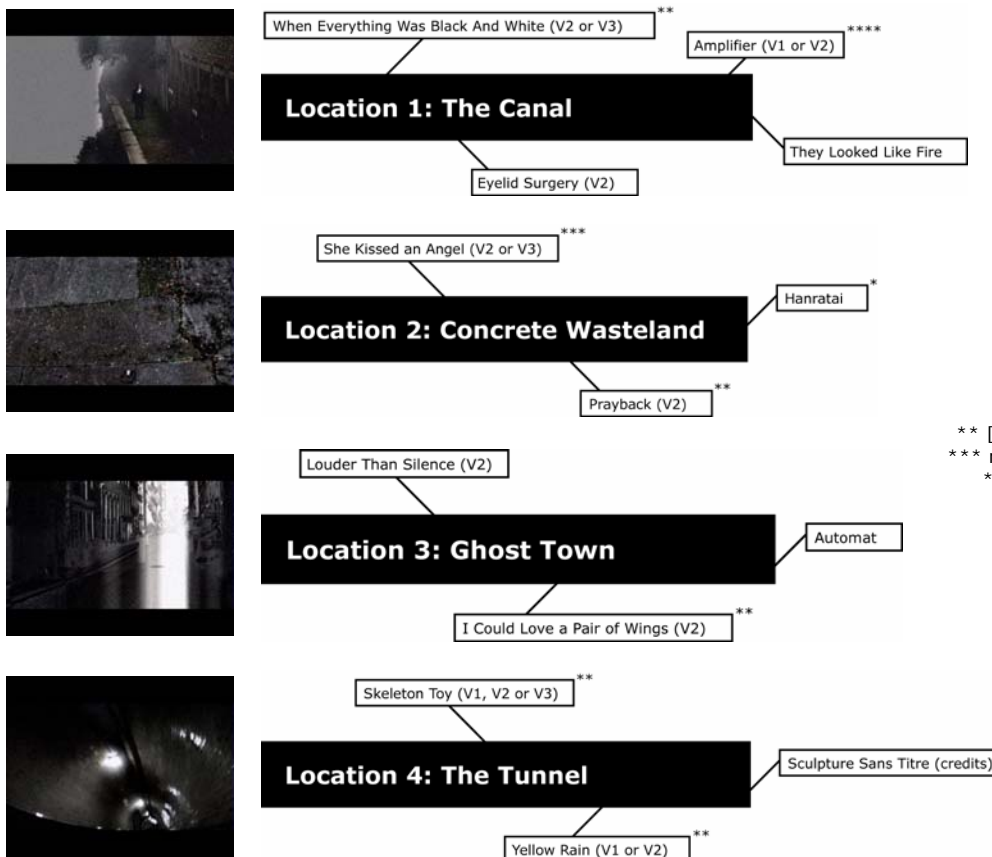 When Everything Was Black And White (V2 or V3) **
Amplifier (V1 or V2) ****
Location 1: The Canal
They Looked Like Fire
Eyelid Surgery (V2)
She Kissed an Angel (V2 or V3) ***
Hanratai *
Location 2: Concrete Wasteland
Prayback (V2) **
** [
***
*
Louder Than Silence (V2)
Automat
Location 3: Ghost Town
I Could Love a Pair of Wings (V2) **
Skeleton Toy (V1, V2 or V3) **
Sculpture Sans Titre (credits)
Location 4: The Tunnel
Yellow Rain (V1 or V2) **